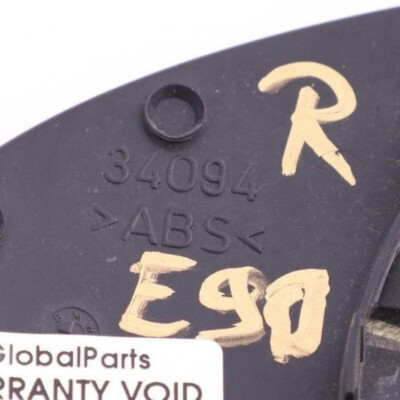 R
34094
>ABS<
E90
GlobalParts
RRANTY VOID